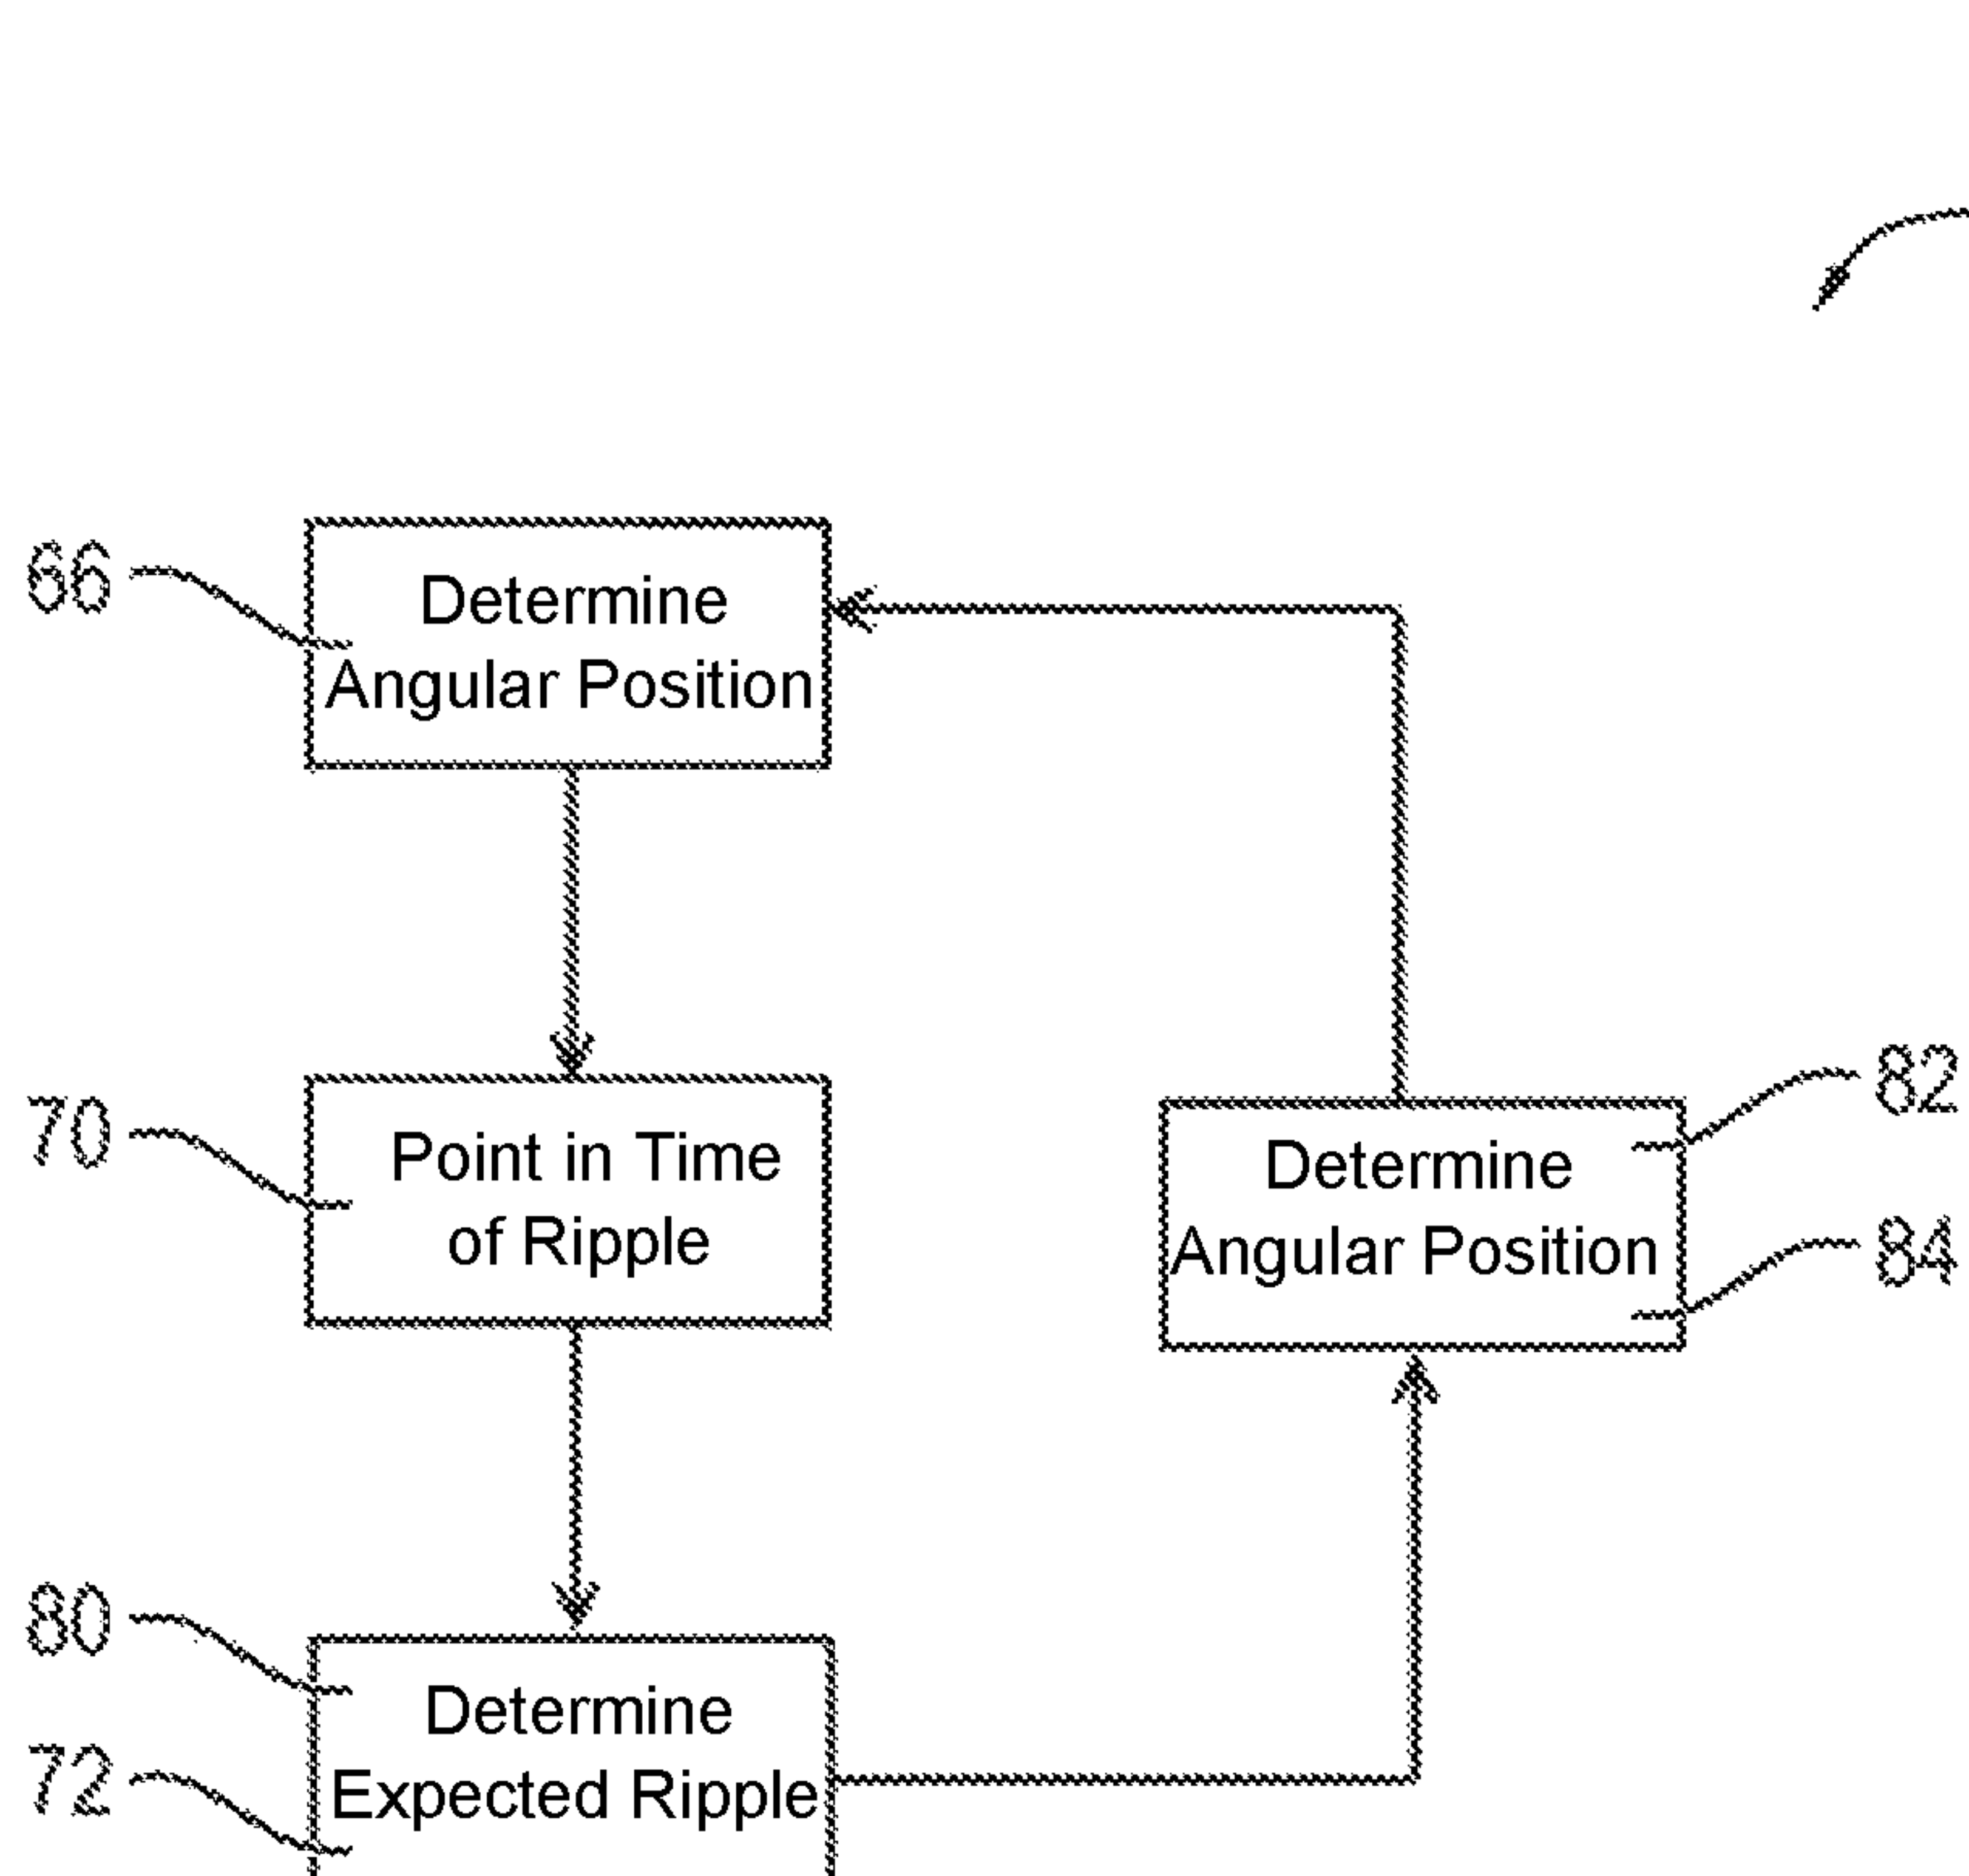 66
Determine
Angular Position
70
Point in Time
of Ripple
82
Determine
Angular Position
84
80
Determine
Expected Ripple
72